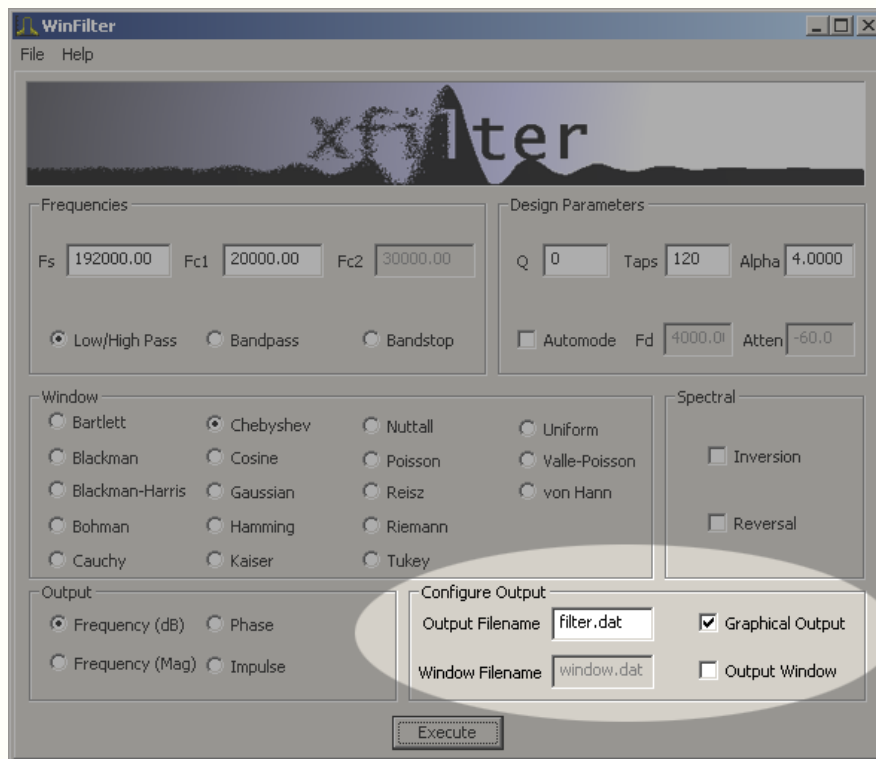 WinFilter
File Help
xfilter
Frequencies
Fs 192000.00 Fc1 20000.00 Fc2 30000.00
Low/High Pass Bandpass Bandstop
Design Parameters
Q 0 Taps 120 Alpha 4.0000
Automode Fd 4000.0 Atten -60.0
Window
Bartlett Chebyshev Nuttall Uniform
Blackman Cosine Poisson Valle-Poisson
Blackman-Harris Gaussian Reisz von Hann
Bohman Hamming Riemann
Cauchy Kaiser Tukey
Spectral
Inversion
Reversal
Output
Frequency (dB) Phase
Frequency (Mag) Impulse
Configure Output
Output Filename filter.dat Graphical Output
Window Filename window.dat Output Window
Execute